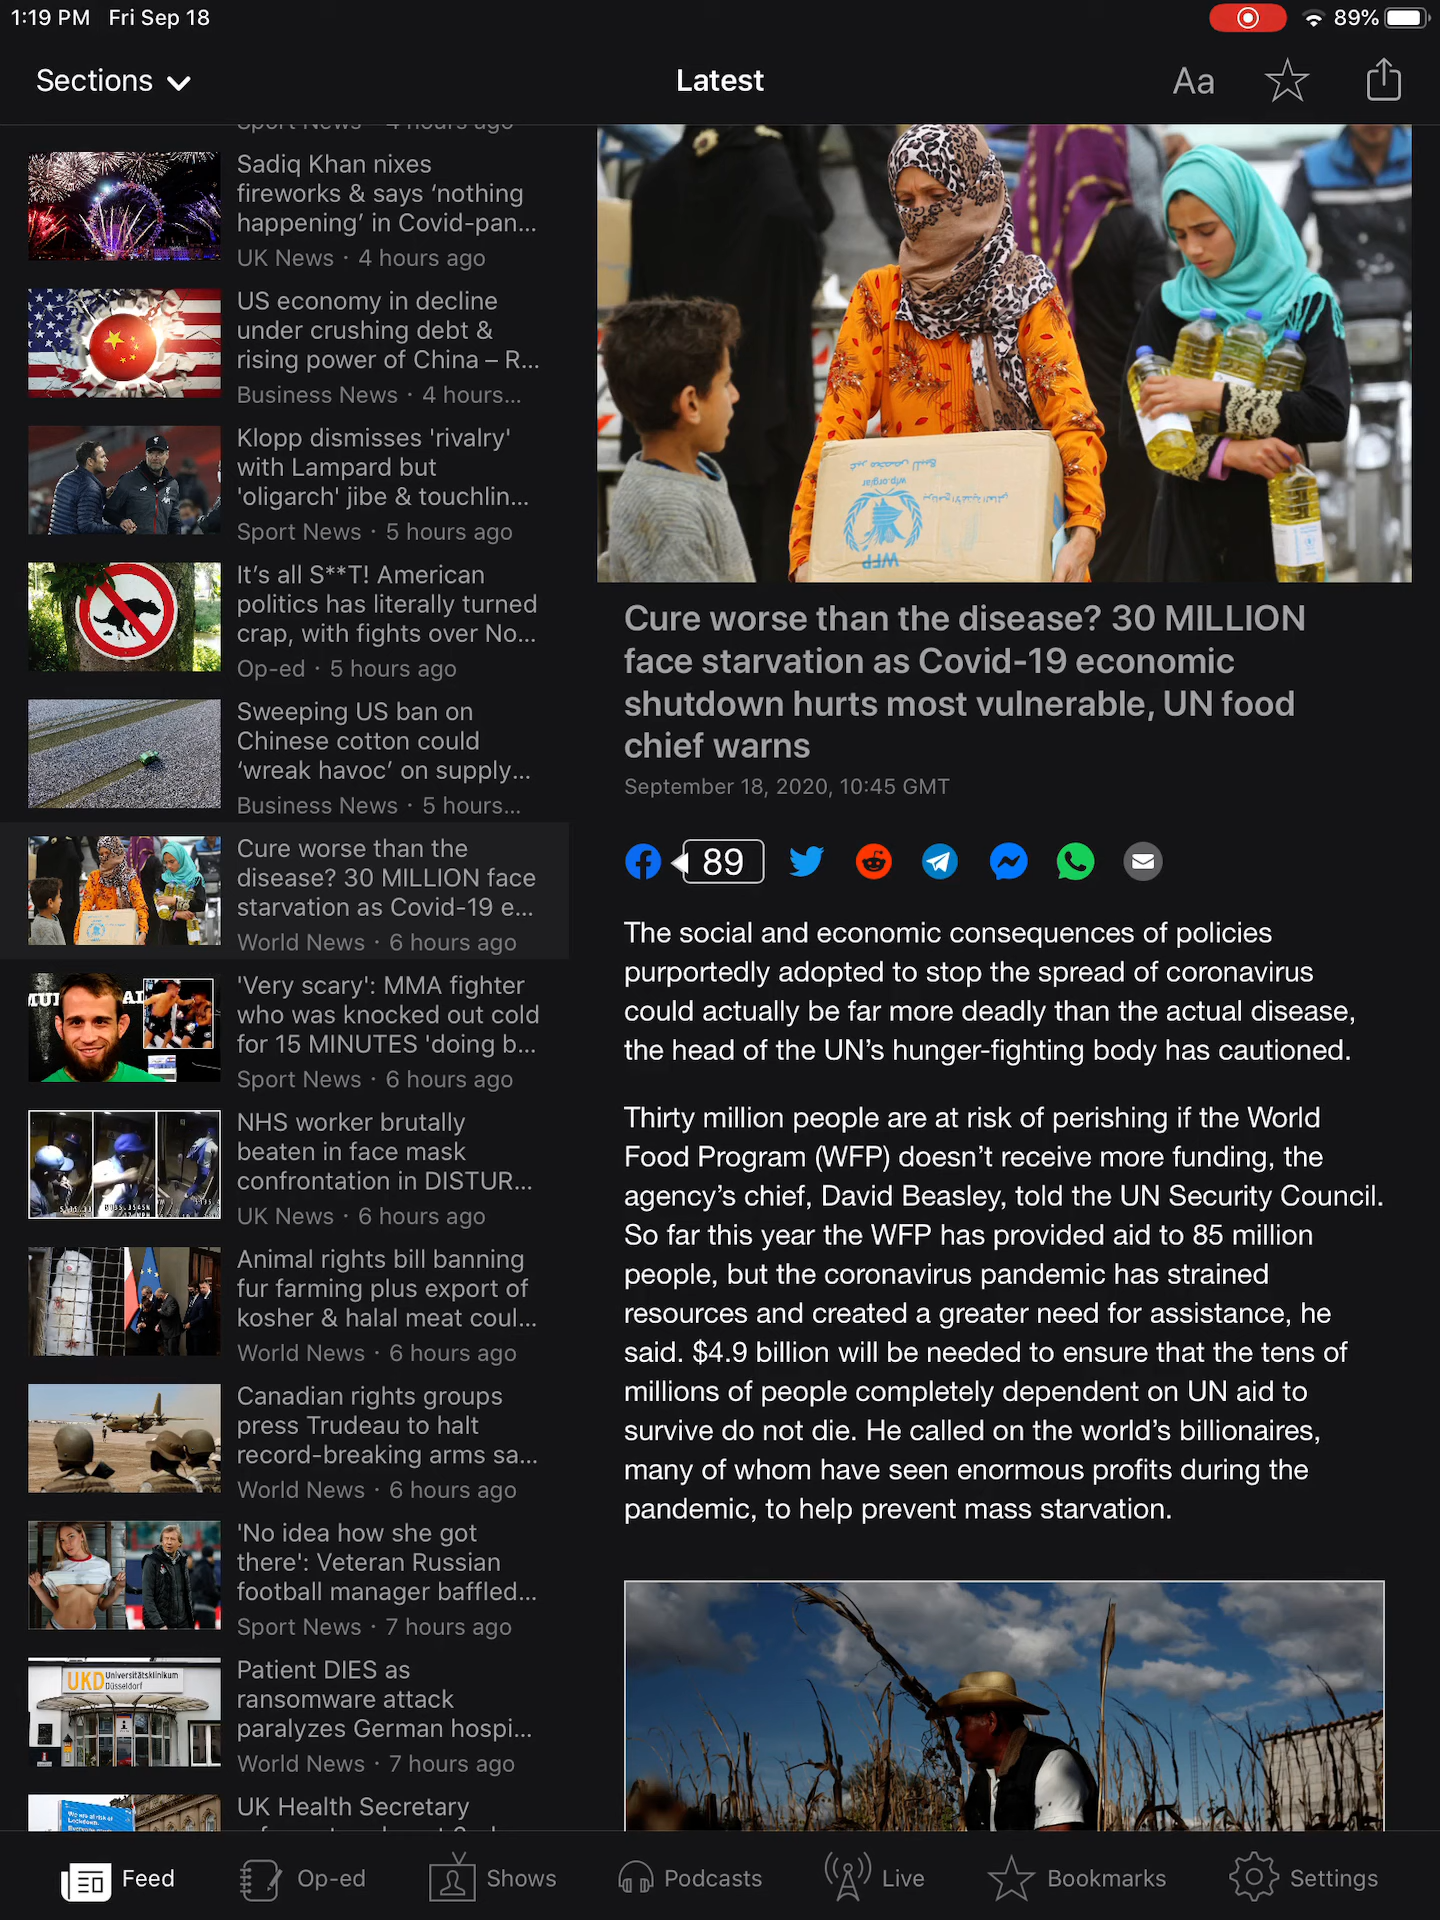 1:19 PM Fri Sep 18
89%
Sections
Latest
Aa
Sport News · 4 hours ago
Sadiq Khan nixes
fireworks & says ‘nothing
happening’ in Covid-pan...
UK News · 4 hours ago
US economy in decline
under crushing debt &
rising power of China – R...
Business News · 4 hours...
Klopp dismisses 'rivalry'
with Lampard but
'oligarch' jibe & touchlin...
Sport News · 5 hours ago
It’s all S**T! American
politics has literally turned
crap, with fights over No...
Op-ed · 5 hours ago
Sweeping US ban on
Chinese cotton could
‘wreak havoc’ on supply...
Business News · 5 hours...
Cure worse than the
disease? 30 MILLION face
starvation as Covid-19 e...
World News · 6 hours ago
'Very scary': MMA fighter
who was knocked out cold
for 15 MINUTES 'doing b...
Sport News · 6 hours ago
NHS worker brutally
beaten in face mask
confrontation in DISTUR...
UK News · 6 hours ago
Animal rights bill banning
fur farming plus export of
kosher & halal meat coul...
World News · 6 hours ago
Canadian rights groups
press Trudeau to halt
record-breaking arms sa...
World News · 6 hours ago
'No idea how she got
there': Veteran Russian
football manager baffled...
Sport News · 7 hours ago
UKD Universitätsklinikum
Düsseldorf
Patient DIES as
ransomware attack
paralyzes German hospi...
World News · 7 hours ago
UK Health Secretary
wfp.org/ar
WFP
Cure worse than the disease? 30 MILLION
face starvation as Covid-19 economic
shutdown hurts most vulnerable, UN food
chief warns
September 18, 2020, 10:45 GMT
89
The social and economic consequences of policies
purportedly adopted to stop the spread of coronavirus
could actually be far more deadly than the actual disease,
the head of the UN’s hunger-fighting body has cautioned.
Thirty million people are at risk of perishing if the World
Food Program (WFP) doesn’t receive more funding, the
agency’s chief, David Beasley, told the UN Security Council.
So far this year the WFP has provided aid to 85 million
people, but the coronavirus pandemic has strained
resources and created a greater need for assistance, he
said. $4.9 billion will be needed to ensure that the tens of
millions of people completely dependent on UN aid to
survive do not die. He called on the world’s billionaires,
many of whom have seen enormous profits during the
pandemic, to help prevent mass starvation.
Feed
Op-ed
Shows
Podcasts
Live
Bookmarks
Settings